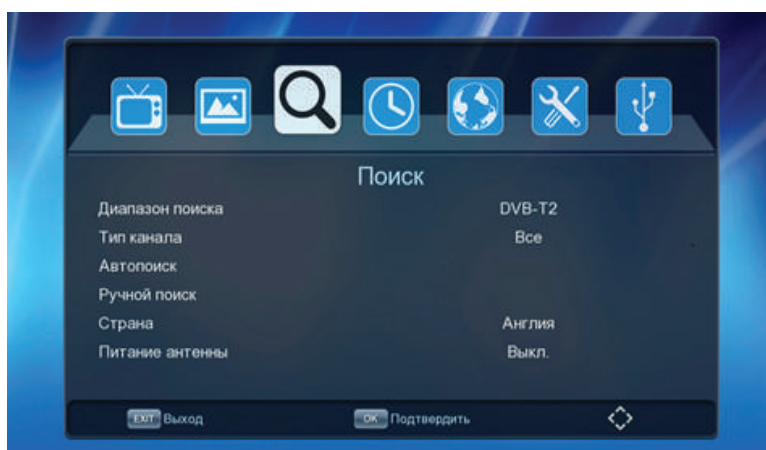 Поиск
Диапазон поиска DVB-T2
Тип канала Все
Автопоиск
Ручной поиск
Страна Англия
Питание антенны Выкл.
EXIT Выход OK Подтвердить